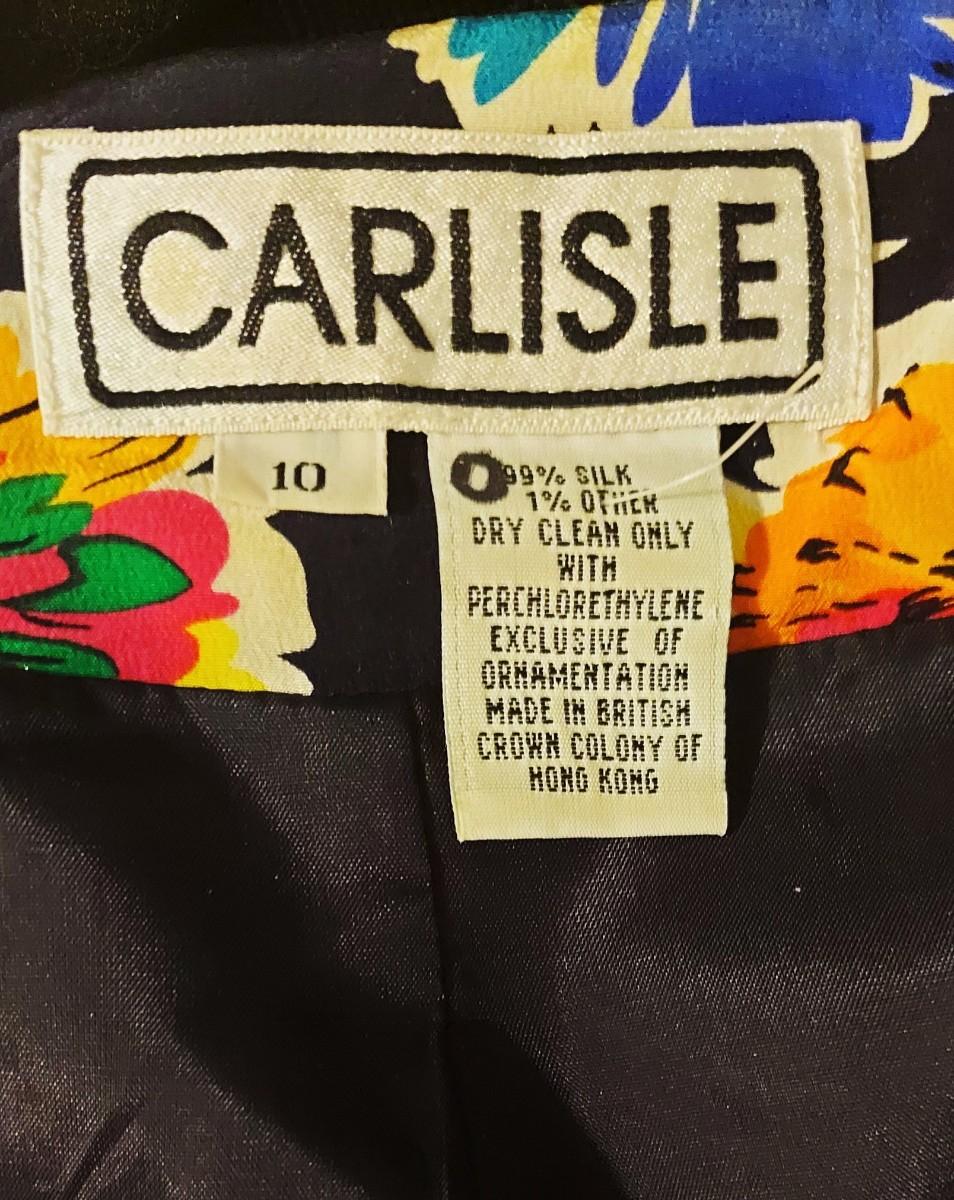 CARLISLE
10
99% SILK
1% OTHER
DRY CLEAN ONLY
WITH
PERCHLORETHYLENE
EXCLUSIVE OF
ORNAMENTATION
MADE IN BRITISH
CROWN COLONY OF
HONG KONG